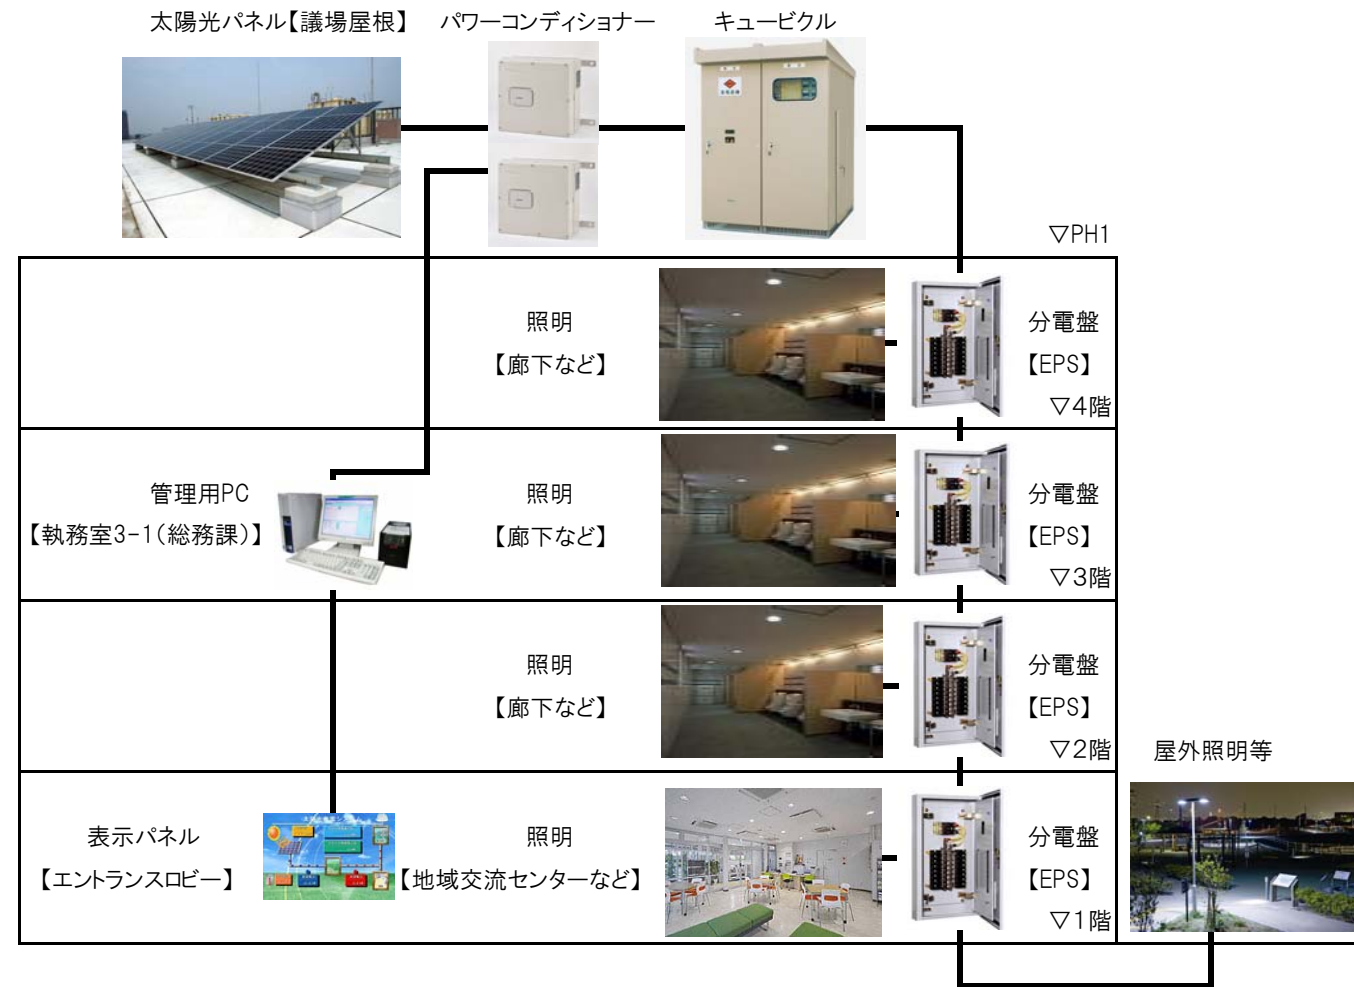 太陽光パネル【議場屋根】
パワーコンディショナー
キュービクル
▽PH1
照明
【廊下など】
分電盤
【EPS】
▽4階
管理用PC
【執務室3-1(総務課)】
照明
【廊下など】
分電盤
【EPS】
▽3階
照明
【廊下など】
分電盤
【EPS】
▽2階
屋外照明等
表示パネル
【エントランスロビー】
照明
【地域交流センターなど】
分電盤
【EPS】
▽1階